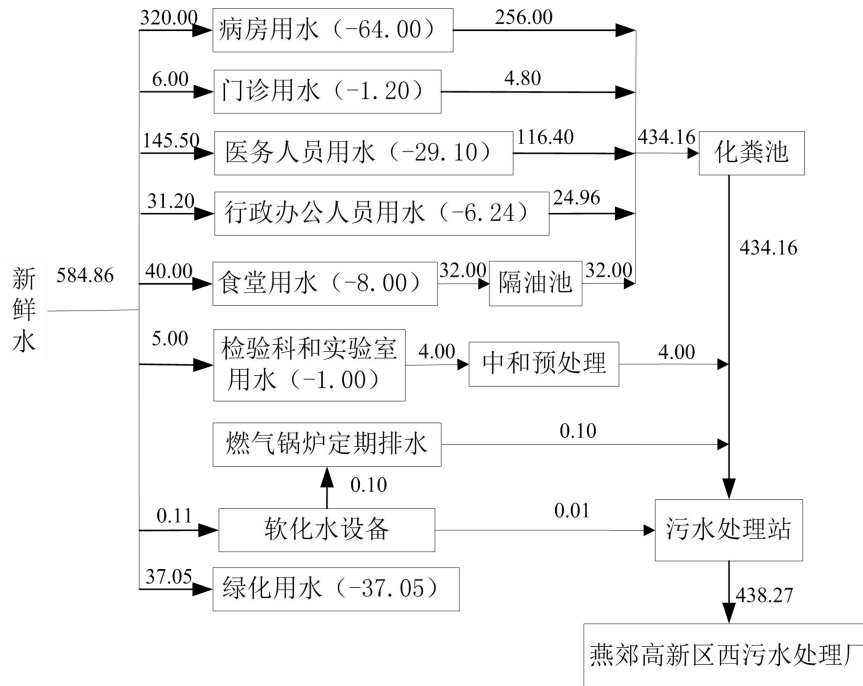 320.00
病房用水（-64.00）
256.00
6.00
门诊用水（-1.20）
4.80
145.50
医务人员用水（-29.10）
116.40
434.16
化粪池
31.20
行政办公人员用水（-6.24）
24.96
434.16
新鲜水
584.86
40.00
食堂用水（-8.00）
32.00
隔油池
32.00
5.00
检验科和实验室
用水（-1.00）
4.00
中和预处理
4.00
燃气锅炉定期排水
0.10
0.10
0.11
软化水设备
0.01
污水处理站
37.05
绿化用水（-37.05）
438.27
燕郊高新区西污水处理厂